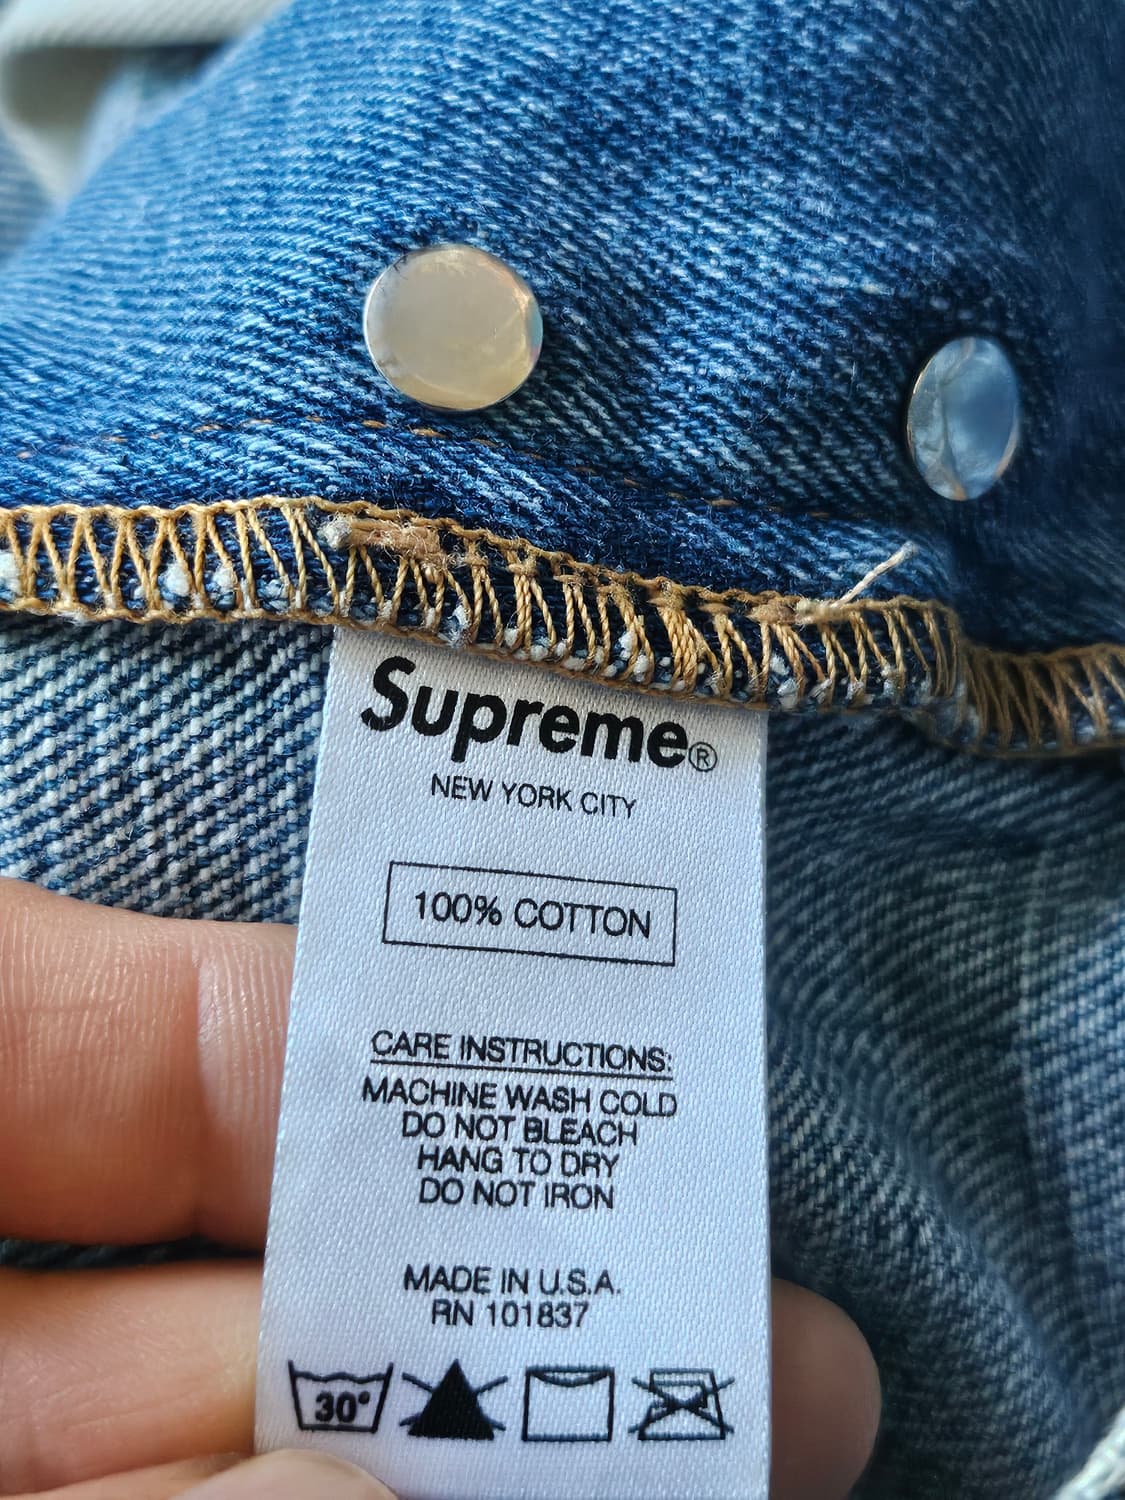 Supreme®
NEW YORK CITY
100% COTTON
CARE INSTRUCTIONS:
MACHINE WASH COLD
DO NOT BLEACH
HANG TO DRY
DO NOT IRON
MADE IN U.S.A.
RN 101837
30°